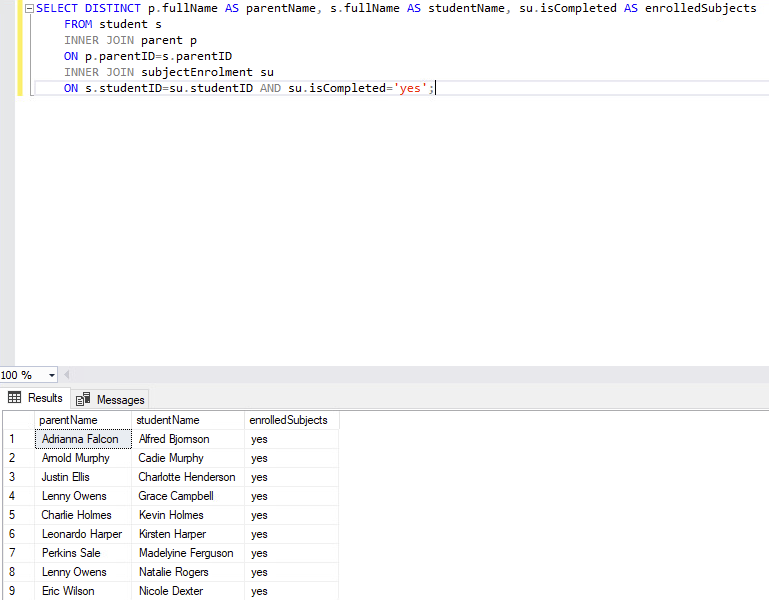 SELECT DISTINCT p.fullName AS parentName, s.fullName AS studentName, su.isCompleted AS enrolledSubjects
FROM student s
INNER JOIN parent p
ON p.parentID=s.parentID
INNER JOIN subjectEnrolment su
ON s.studentID=su.studentID AND su.isCompleted='yes';
100 %
Results Messages
parentName studentName enrolledSubjects
1 Adrianna Falcon Alfred Bjornson yes
2 Arnold Murphy Cadie Murphy yes
3 Justin Ellis Charlotte Henderson yes
4 Lenny Owens Grace Campbell yes
5 Charlie Holmes Kevin Holmes yes
6 Leonardo Harper Kirsten Harper yes
7 Perkins Sale Madelyine Ferguson yes
8 Lenny Owens Natalie Rogers yes
9 Eric Wilson Nicole Dexter yes